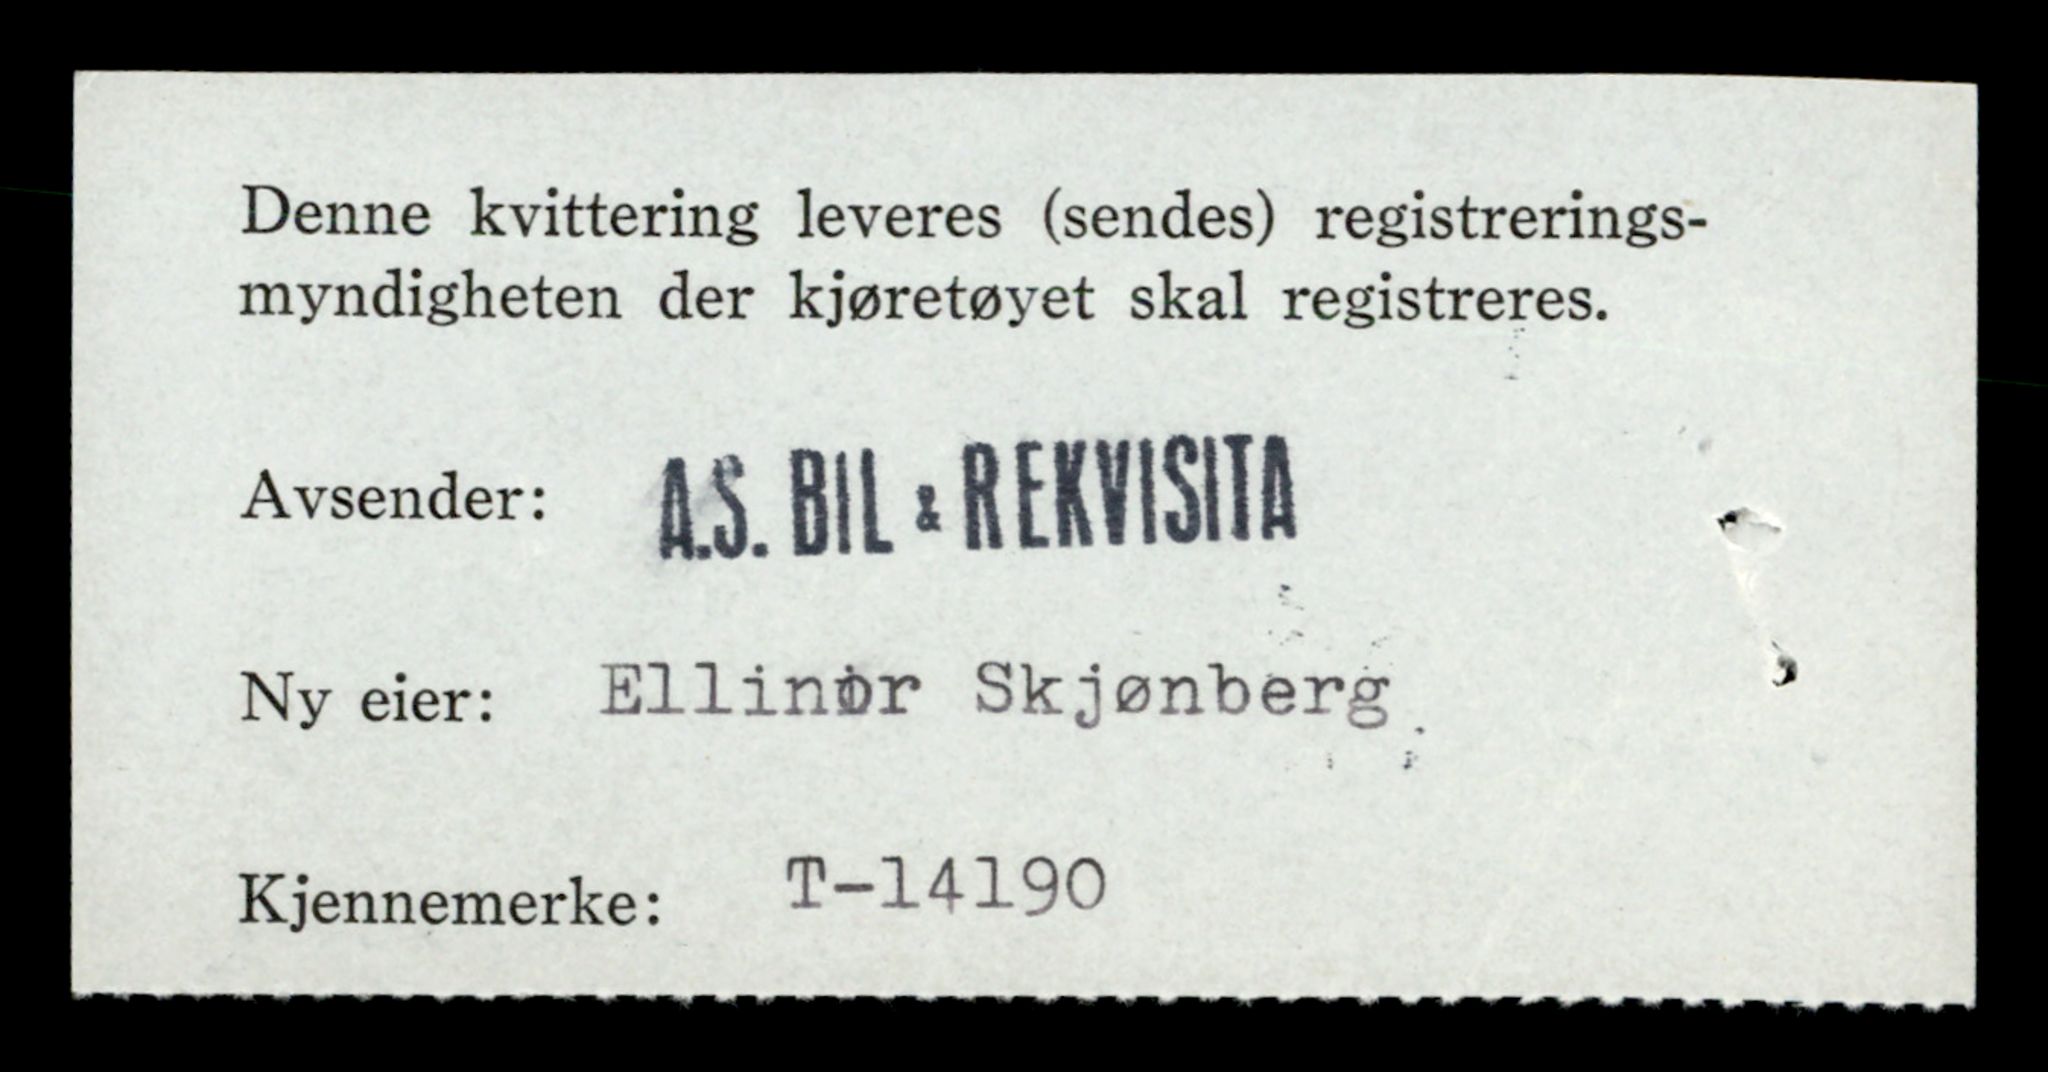 Denne kvittering leveres (sendes) registrerings-
myndigheten der kjøretøyet skal registreres.
Avsender: A.S. BIL & REKVISITA
Ny eier: Ellinor Skjønberg
Kjennemerke: T-14190